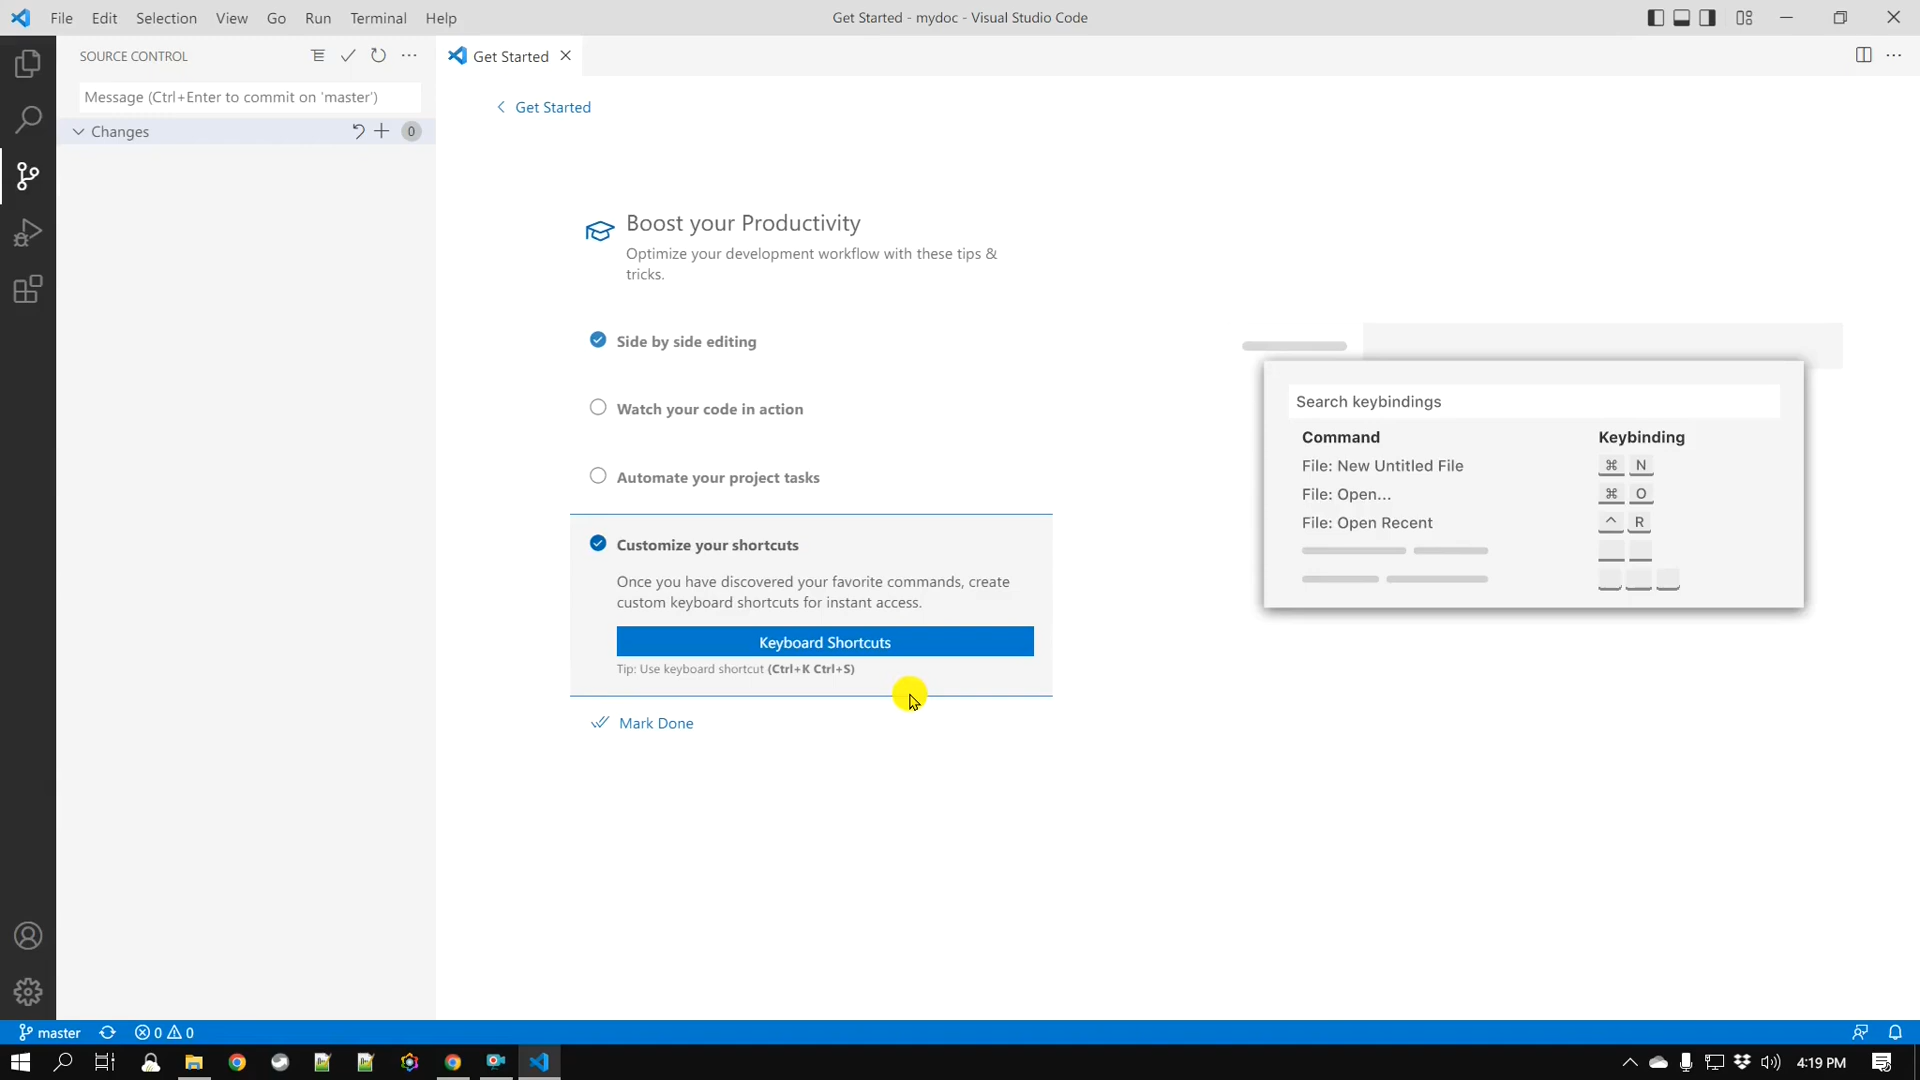 File Edit Selection View Go Run Terminal Help
Get Started - mydoc - Visual Studio Code
SOURCE CONTROL
Message (Ctrl+Enter to commit on 'master')
Changes
0
Get Started
Get Started
Boost your Productivity
Optimize your development workflow with these tips &
tricks.
Side by side editing
Watch your code in action
Automate your project tasks
Customize your shortcuts
Once you have discovered your favorite commands, create
custom keyboard shortcuts for instant access.
Keyboard Shortcuts
Tip: Use keyboard shortcut (Ctrl+K Ctrl+S)
Mark Done
Search keybindings
Command Keybinding
File: New Untitled File ⌘ N
File: Open... ⌘ O
File: Open Recent ^ R
master 0 0
4:19 PM